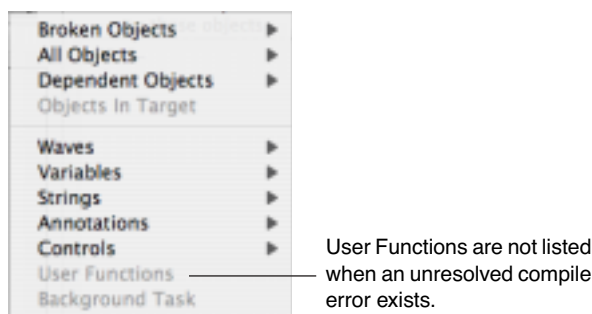 Broken Objects
All Objects
Dependent Objects
Objects In Target
Waves
Variables
Strings
Annotations
Controls
User Functions
Background Task
User Functions are not listed
when an unresolved compile
error exists.